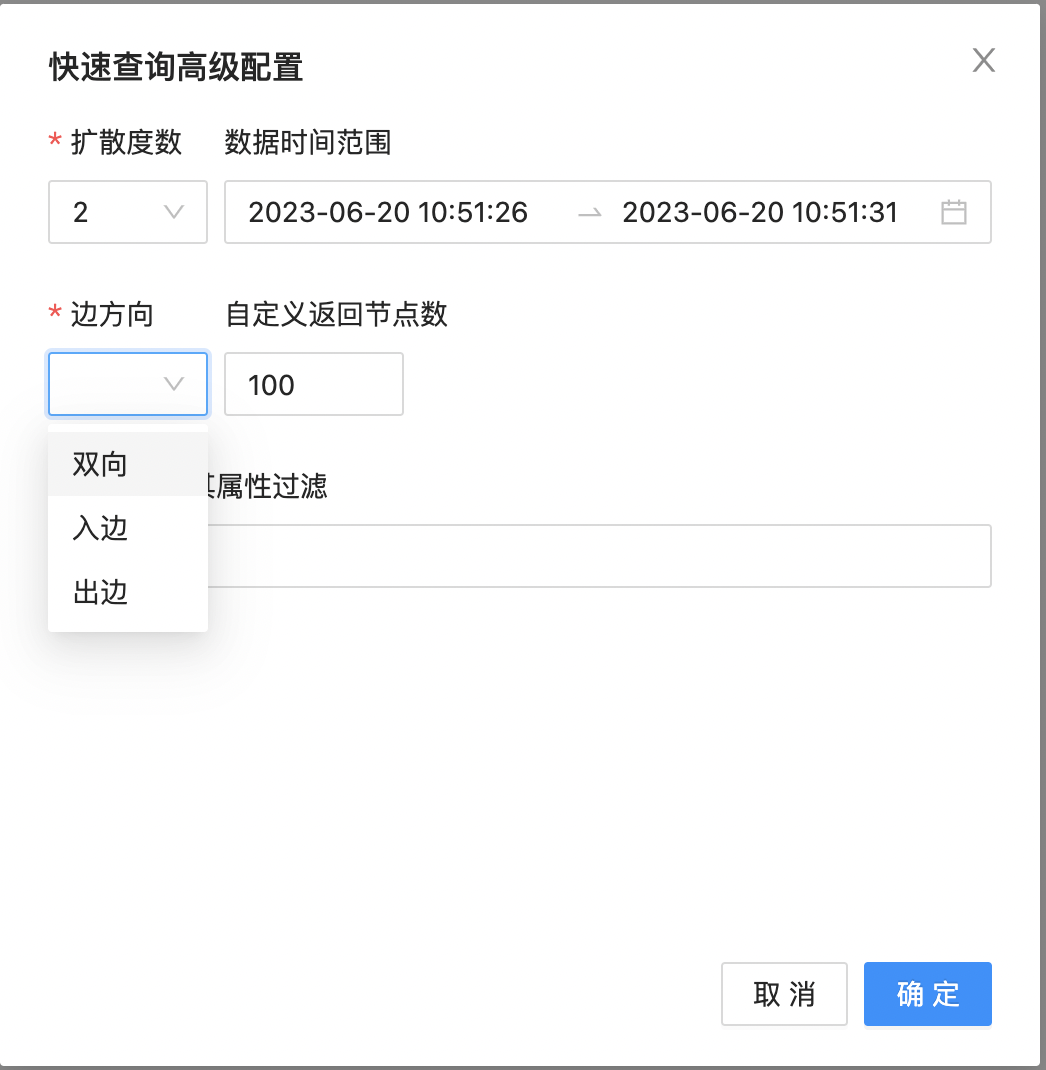 快速查询高级配置
* 扩散度数 数据时间范围
2 2023-06-20 10:51:26 2023-06-20 10:51:31
* 边方向 自定义返回节点数
100
双向
属性过滤
入边
出边
取 消 确 定